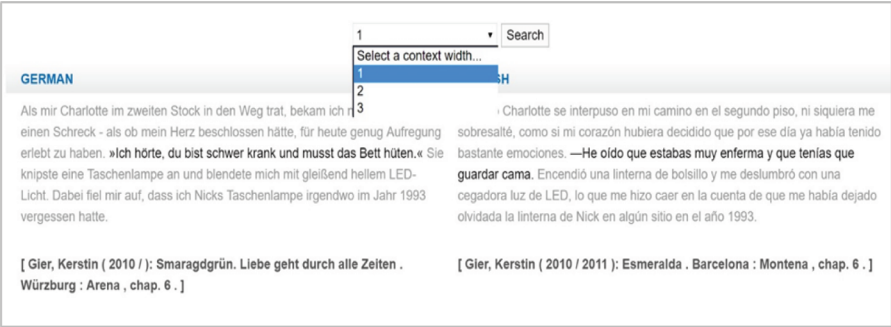 1 Search
Select a context width...
1
2
3
GERMAN
Als mir Charlotte im zweiten Stock in den Weg trat, bekam ich
einen Schreck - als ob mein Herz beschlossen hätte, für heute genug Aufregung
erlebt zu haben. »Ich hörte, du bist schwer krank und musst das Bett hüten.« Sie
knipste eine Taschenlampe an und blendete mich mit gleißend hellem LED-
Licht. Dabei fiel mir auf, dass ich Nicks Taschenlampe irgendwo im Jahr 1993
vergessen hatte.
[ Gier, Kerstin ( 2010 / ): Smaragdgrün. Liebe geht durch alle Zeiten .
Würzburg : Arena , chap. 6 . ]
SH
Charlotte se interpuso en mi camino en el segundo piso, ni siquiera me
sobresalté, como si mi corazón hubiera decidido que por ese día ya había tenido
bastante emociones. —He oído que estabas muy enferma y que tenías que
guardar cama. Encendió una linterna de bolsillo y me deslumbró con una
cegadora luz de LED, lo que me hizo caer en la cuenta de que me había dejado
olvidada la linterna de Nick en algún sitio en el año 1993.
[ Gier, Kerstin ( 2010 / 2011 ): Esmeralda . Barcelona : Montena , chap. 6 . ]